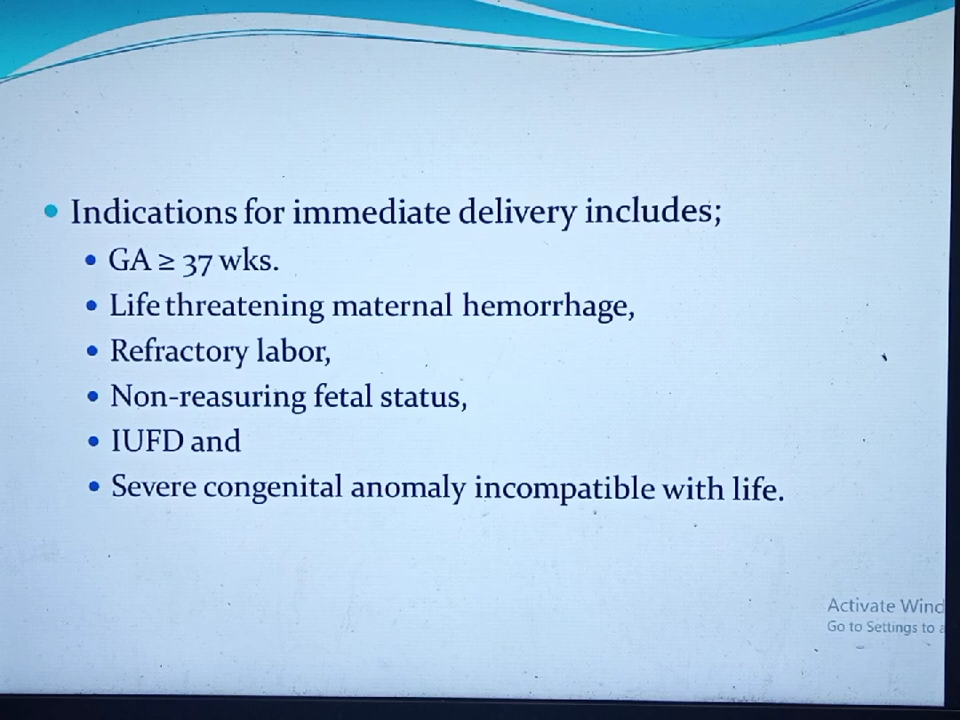 Indications for immediate delivery includes;
GA ≥ 37 wks.
Life threatening maternal hemorrhage,
Refractory labor,
Non-reasuring fetal status,
IUFD and
Severe congenital anomaly incompatible with life.
Activate Wind
Go to Settings to a